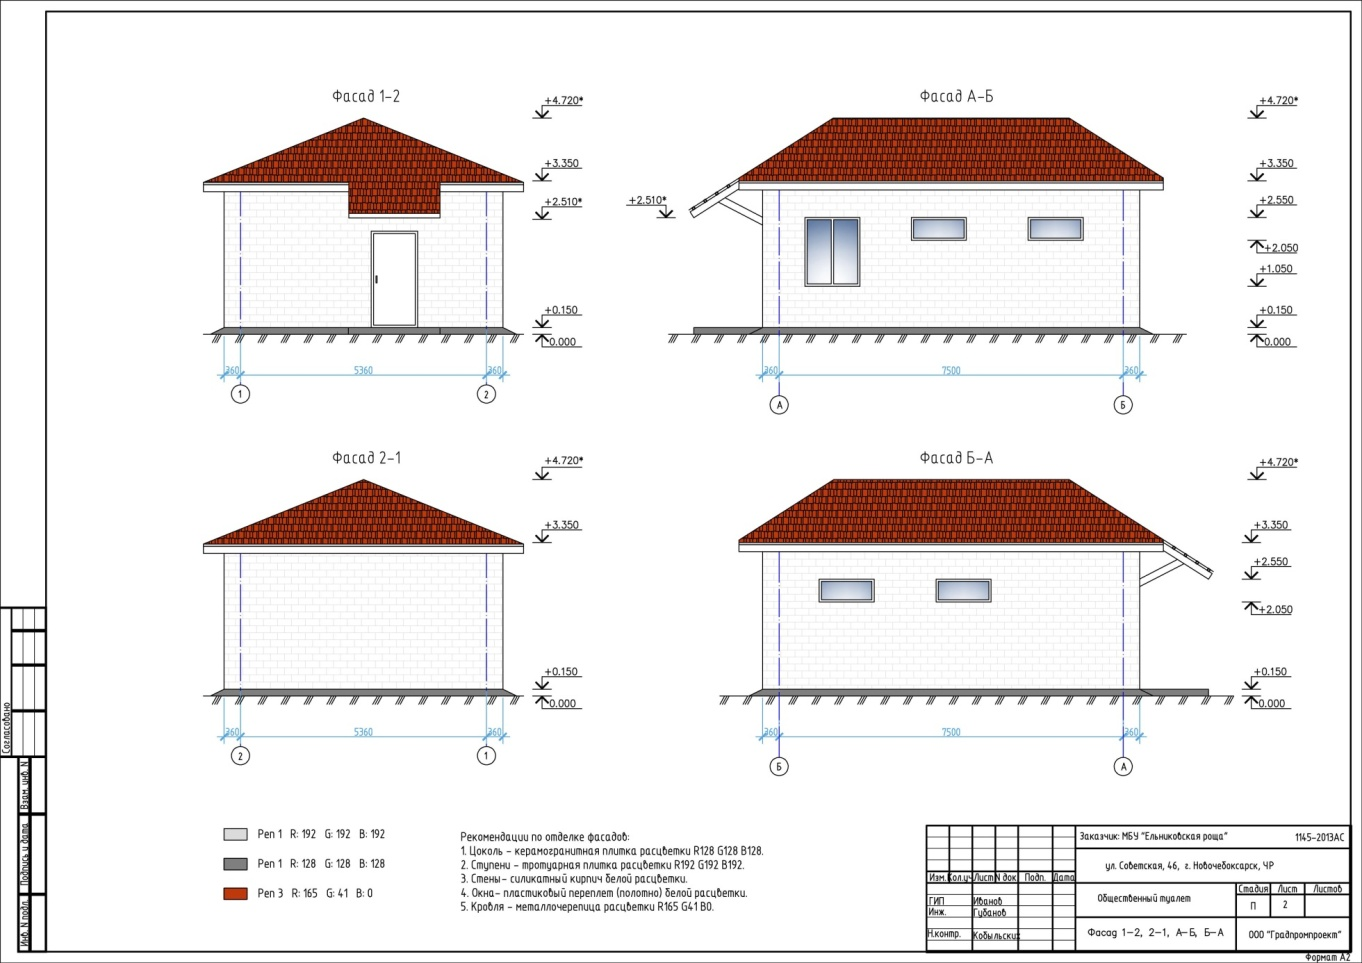 Фасад 1-2
+4.720*
+3.350
+2.510*
+0.150
0.000
360
5360
360
1
2
Фасад А-Б
+4.720*
+3.350
+2.510*
+2.550
+2.050
+1.050
+0.150
0.000
360
7500
360
А
Б
Фасад 2-1
+4.720*
+3.350
+0.150
0.000
360
5360
360
2
1
Фасад Б-А
+4.720*
+3.350
+2.550
+2.050
+0.150
0.000
360
7500
360
Б
А
Согласовано
Взам. инв. N
Подпись и дата
Инв. N подл.
Pen 1 R: 192 G: 192 B: 192
Pen 1 R: 128 G: 128 B: 128
Pen 3 R: 165 G: 41 B: 0
Рекомендации по отделке фасадов:
1. Цоколь - керамогранитная плитка расцветки R128 G128 B128.
2. Ступени - тротуарная плитка расцветки R192 G192 B192.
3. Стены- силикатный кирпич белой расцветки.
4. Окна- пластиковый переплет (полотно) белой расцветки.
5. Кровля - металлочерепица расцветки R165 G41 B0.
Заказчик: МБУ "Ельниковская роща" 1145-2013АС
ул. Советская, 46, г. Новочебоксарск, ЧР
Изм. Кол.уч Лист N док. Подп. Дата
Общественный туалет
Стадия Лист Листов
П 2
ГИП Иванов
Инж. Губанов
Н.контр. Кобыльских
Фасад 1-2, 2-1, А-Б, Б-А
ООО "Градпромпроект"
Формат А2